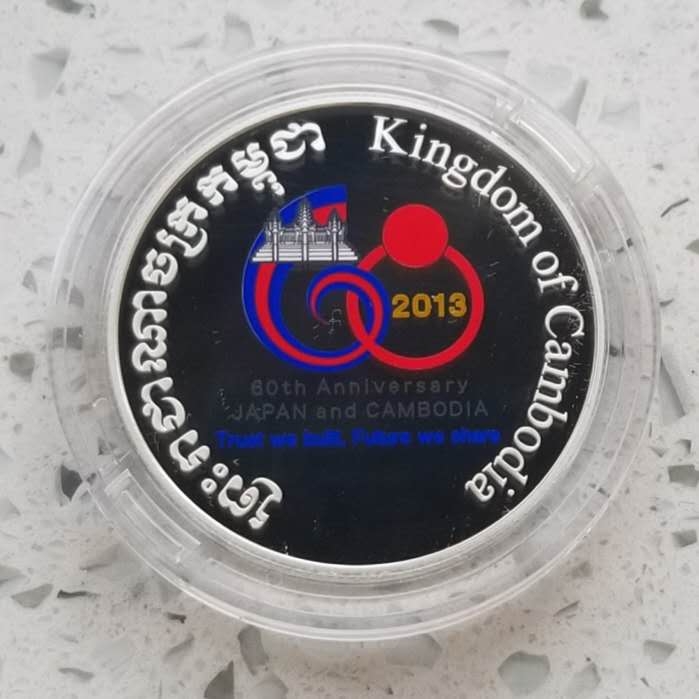 ព្រះរាជាណាចក្រកម្ពុជា
Kingdom of Cambodia
2013
60th Anniversary
JAPAN and CAMBODIA
Trust we built, Future we share